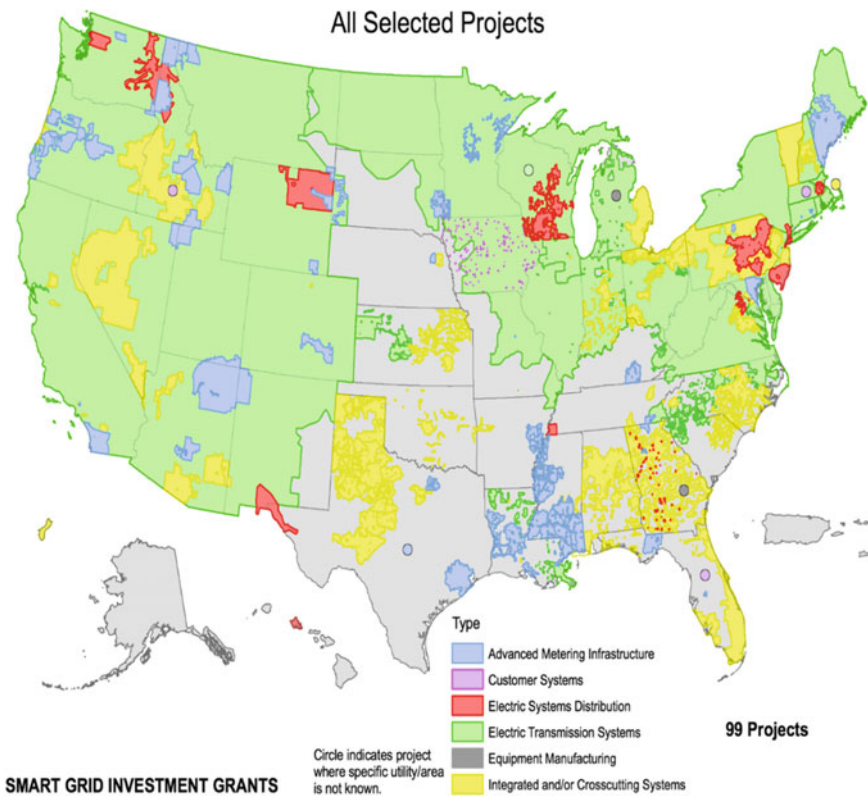 All Selected Projects
Type
Advanced Metering Infrastructure
Customer Systems
Electric Systems Distribution
Electric Transmission Systems
Equipment Manufacturing
Integrated and/or Crosscutting Systems
99 Projects
Circle indicates project
where specific utility/area
is not known.
SMART GRID INVESTMENT GRANTS